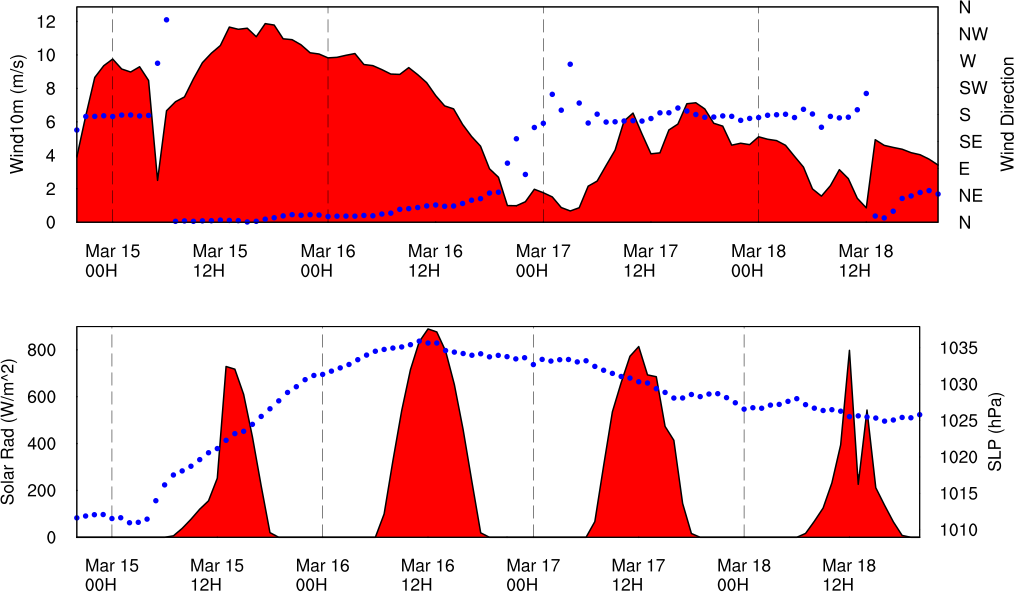 Wind10m (m/s)
12
10
8
6
4
2
0
N
NW
W
SW
S
SE
E
NE
N
Wind Direction
Mar 15 Mar 15 Mar 16 Mar 16 Mar 17 Mar 17 Mar 18 Mar 18
00H 12H 00H 12H 00H 12H 00H 12H
Solar Rad (W/m^2)
800
600
400
200
0
1035
1030
1025
1020
1015
1010
SLP (hPa)
Mar 15 Mar 15 Mar 16 Mar 16 Mar 17 Mar 17 Mar 18 Mar 18
00H 12H 00H 12H 00H 12H 00H 12H